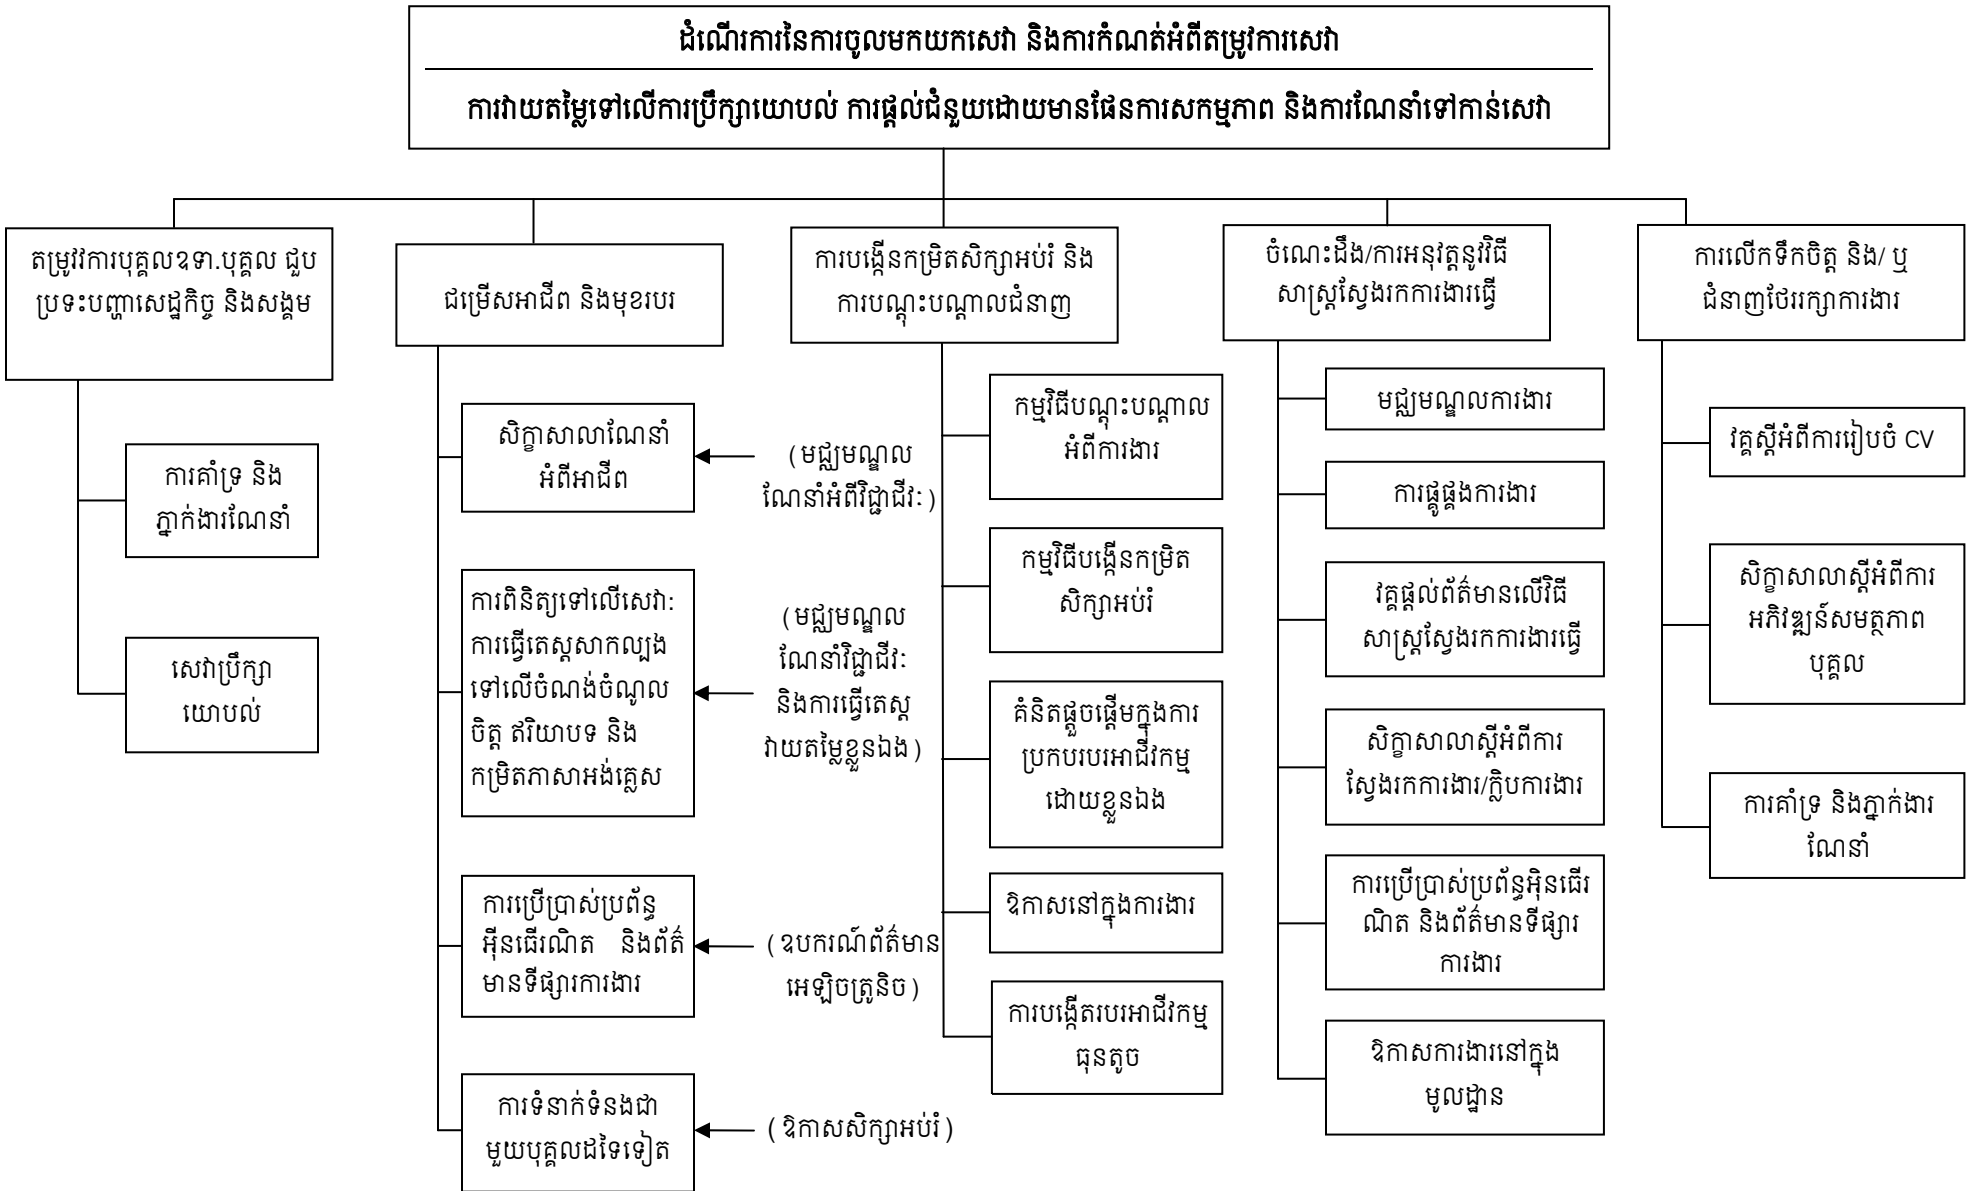 ដំណើរការនៃការចូលមកយកសេវា និងការកំណត់អំពីតម្រូវការសេវា
ការវាយតម្លៃទៅលើការប្រឹក្សាយោបល់ ការផ្តល់ជំនួយដោយមានផែនការសកម្មភាព និងការណែនាំទៅកាន់សេវា
តម្រូវវការបុគ្គលឧទា.បុគ្គល ជួប
ប្រទះបញ្ហាសេដ្ឋកិច្ច និងសង្គម
ការគាំទ្រ និង
ភ្នាក់ងារណែនាំ
សេវាប្រឹក្សា
យោបល់
ជម្រើសអាជីព និងមុខរបរ
សិក្ខាសាលាណែនាំ
អំពីអាជីព
(មជ្ឈមណ្ឌល
ណែនាំអំពីវិជ្ជាជីវៈ)
ការពិនិត្យទៅលើសេវា:
ការធ្វើតេស្តសាកល្បង
ទៅលើចំណង់ចំណូល
ចិត្ត ឥរិយាបទ និង
កម្រិតភាសាអង់គ្លេស
(មជ្ឈមណ្ឌល
ណែនាំវិជ្ជាជីវៈ
និងការធ្វើតេស្ត
វាយតម្លៃខ្លួនឯង)
ការប្រើប្រាស់ប្រព័ន្ធ
អ៊ីនធើរណិត និងព័ត៌
មានទីផ្សារការងារ
(ឧបករណ៍ព័ត៌មាន
អេឡិចត្រូនិច)
ការទំនាក់ទំនងជា
មួយបុគ្គលដទៃទៀត
(ឱកាសសិក្សាអប់រំ)
ការបង្កើនកម្រិតសិក្សាអប់រំ និង
ការបណ្តុះបណ្តាលជំនាញ
កម្មវិធីបណ្តុះបណ្តាល
អំពីការងារ
កម្មវិធីបង្កើនកម្រិត
សិក្សាអប់រំ
គំនិតផ្តួចផ្តើមក្នុងការ
ប្រកបរបរអាជីវកម្ម
ដោយខ្លួនឯង
ឱកាសនៅក្នុងការងារ
ការបង្កើតរបរអាជីវកម្ម
ធុនតូច
ចំណេះដឹង/ការអនុវត្តនូវវិធី
សាស្ត្រស្វែងរកការងារធ្វើ
មជ្ឈមណ្ឌលការងារ
ការផ្គូផ្គងការងារ
វគ្គផ្តល់ព័ត៌មានលើវិធី
សាស្ត្រស្វែងរកការងារធ្វើ
សិក្ខាសាលាស្តីអំពីការ
ស្វែងរកការងារ/ក្លិបការងារ
ការប្រើប្រាស់ប្រព័ន្ធអ៊ិនធើរ
ណិត និងព័ត៌មានទីផ្សារ
ការងារ
ឱកាសការងារនៅក្នុង
មូលដ្ឋាន
ការលើកទឹកចិត្ត និង/ ឬ
ជំនាញថែររក្សាការងារ
វគ្គស្តីអំពីការរៀបចំ CV
សិក្ខាសាលាស្តីអំពីការ
អភិវឌ្ឍន៍សមត្ថភាព
បុគ្គល
ការគាំទ្រ និងភ្នាក់ងារ
ណែនាំ